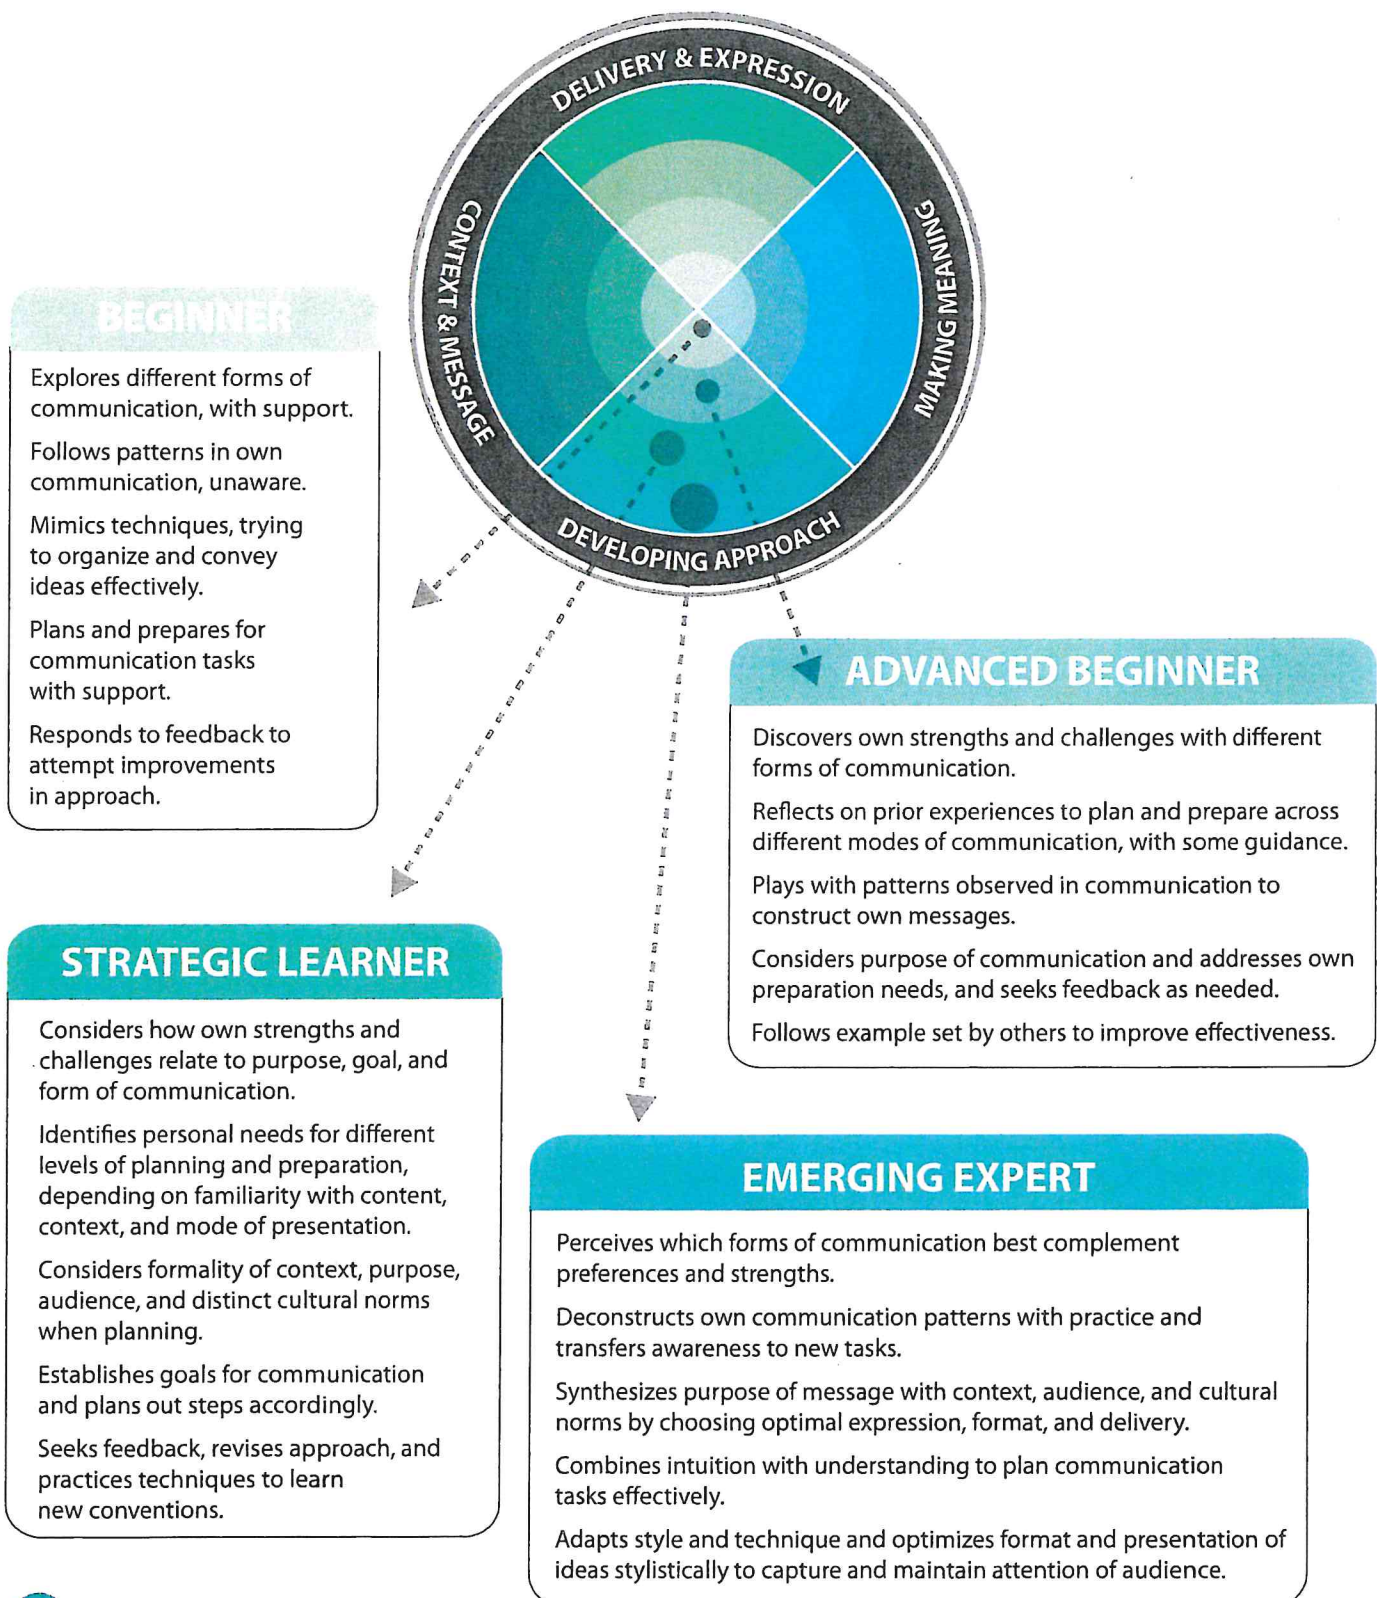 DELIVERY & EXPRESSION
CONTEXT & MESSAGE
MAKING MEANING
DEVELOPING APPROACH
BEGINNER
Explores different forms of
communication, with support.
Follows patterns in own
communication, unaware.
Mimics techniques, trying
to organize and convey
ideas effectively.
Plans and prepares for
communication tasks
with support.
Responds to feedback to
attempt improvements
in approach.
ADVANCED BEGINNER
Discovers own strengths and challenges with different
forms of communication.
Reflects on prior experiences to plan and prepare across
different modes of communication, with some guidance.
Plays with patterns observed in communication to
construct own messages.
Considers purpose of communication and addresses own
preparation needs, and seeks feedback as needed.
Follows example set by others to improve effectiveness.
STRATEGIC LEARNER
Considers how own strengths and
challenges relate to purpose, goal, and
form of communication.
Identifies personal needs for different
levels of planning and preparation,
depending on familiarity with content,
context, and mode of presentation.
Considers formality of context, purpose,
audience, and distinct cultural norms
when planning.
Establishes goals for communication
and plans out steps accordingly.
Seeks feedback, revises approach, and
practices techniques to learn
new conventions.
EMERGING EXPERT
Perceives which forms of communication best complement
preferences and strengths.
Deconstructs own communication patterns with practice and
transfers awareness to new tasks.
Synthesizes purpose of message with context, audience, and cultural
norms by choosing optimal expression, format, and delivery.
Combines intuition with understanding to plan communication
tasks effectively.
Adapts style and technique and optimizes format and presentation of
ideas stylistically to capture and maintain attention of audience.